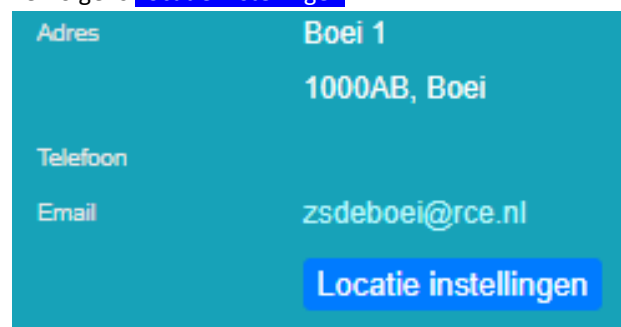 Adres Boei 1
1000AB, Boei
Telefoon
Email zsdeboei@rce.nl
Locatie instellingen